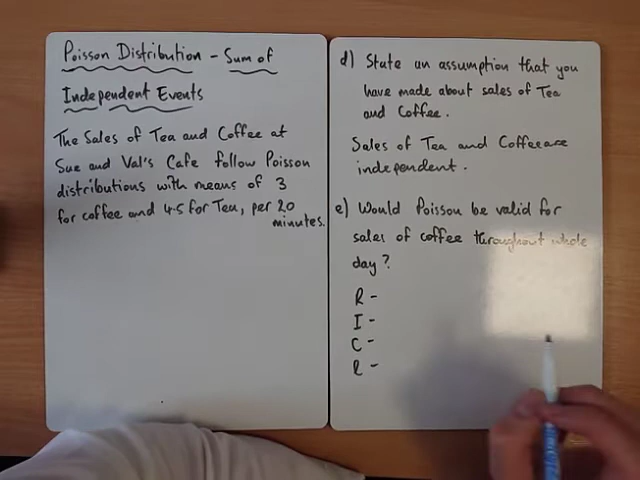 Poisson Distribution - Sum of
Independent Events
The Sales of Tea and Coffee at
Sue and Val's Cafe follow Poisson
distributions with means of 3
for coffee and 4.5 for Tea, per 20
minutes.
d) State an assumption that you
have made about sales of Tea
and Coffee.
Sales of Tea and Coffee are
independent.
e) Would Poisson be valid for
sales of coffee throughout whole
day?
R -
I -
C -
R -